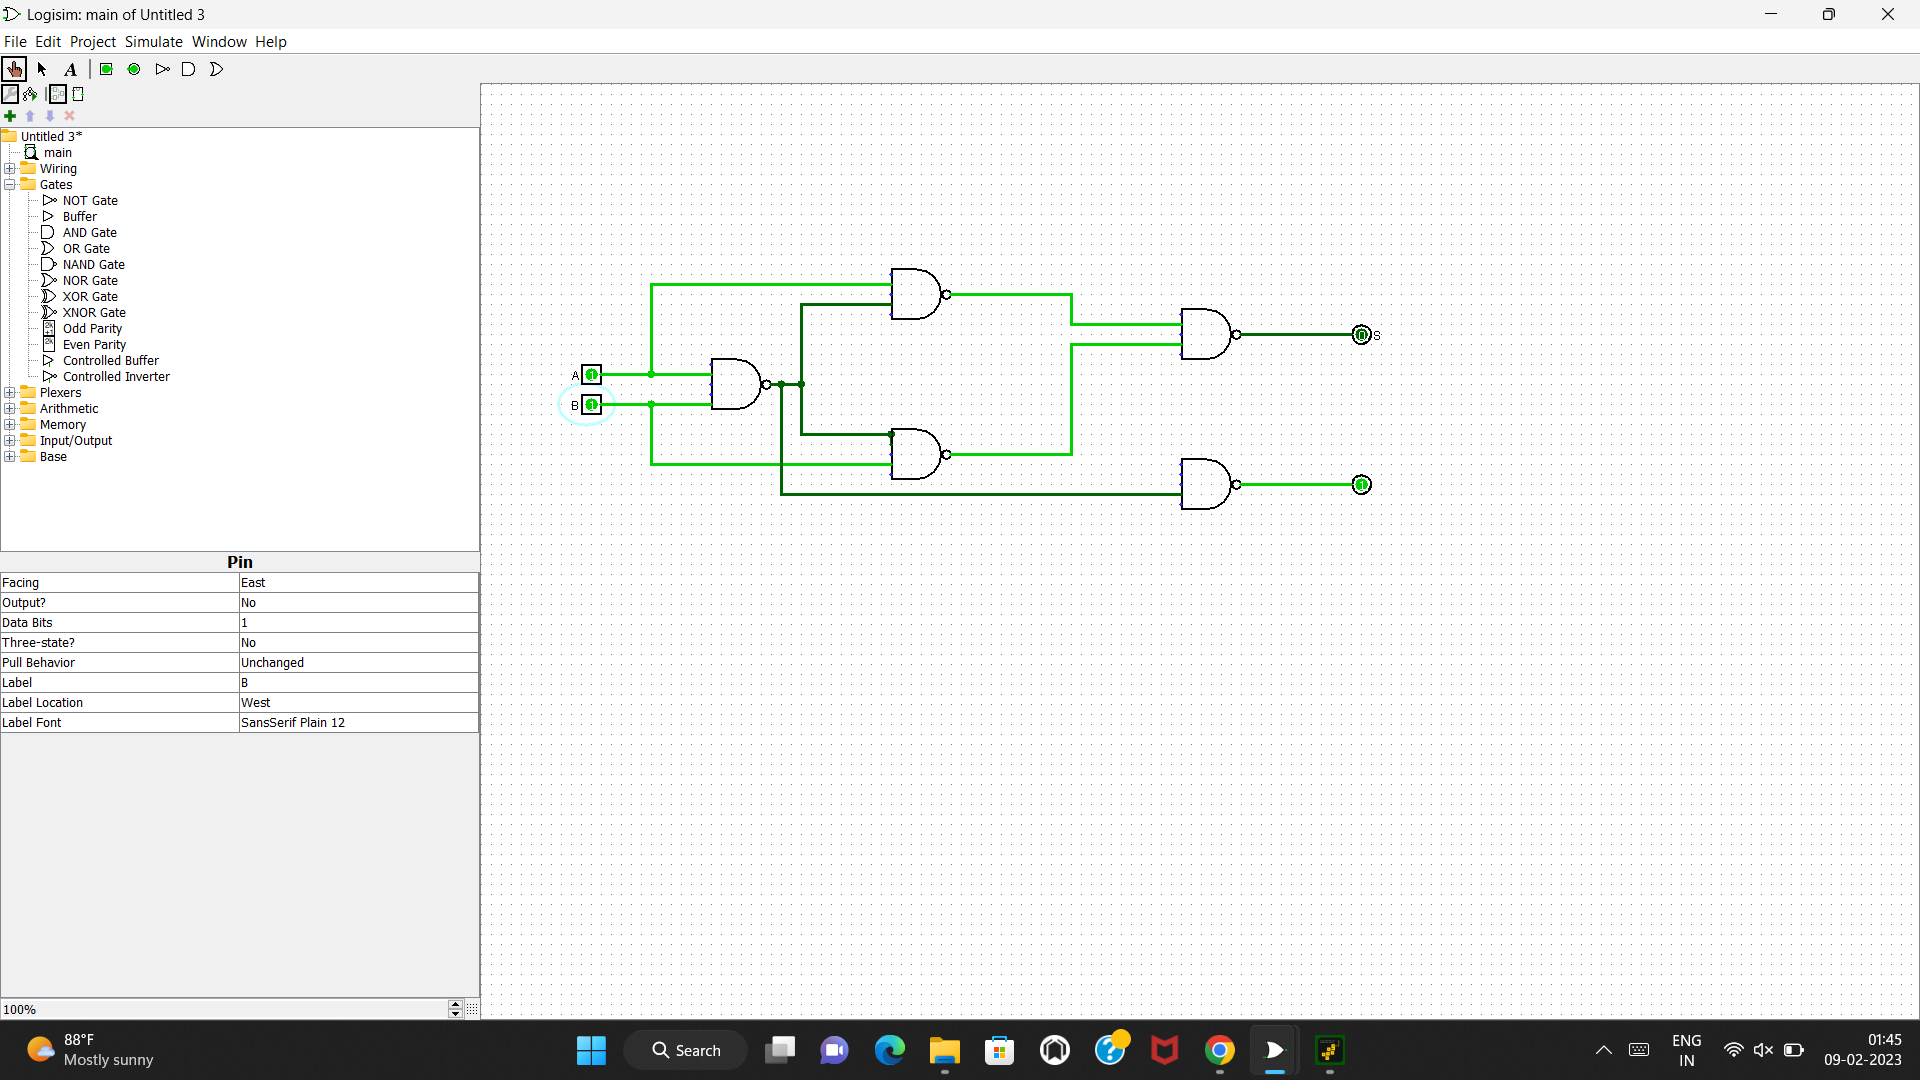 Logisim: main of Untitled 3
File Edit Project Simulate Window Help
A
Untitled 3*
main
Wiring
Gates
NOT Gate
Buffer
AND Gate
OR Gate
NAND Gate
NOR Gate
XOR Gate
XNOR Gate
Odd Parity
Even Parity
Controlled Buffer
Controlled Inverter
Plexers
Arithmetic
Memory
Input/Output
Base
Pin
Facing East
Output? No
Data Bits 1
Three-state? No
Pull Behavior Unchanged
Label B
Label Location West
Label Font SansSerif Plain 12
100%
A 1
B 1
0 S
1
88°F
Mostly sunny
Search
ENG
IN
01:45
09-02-2023